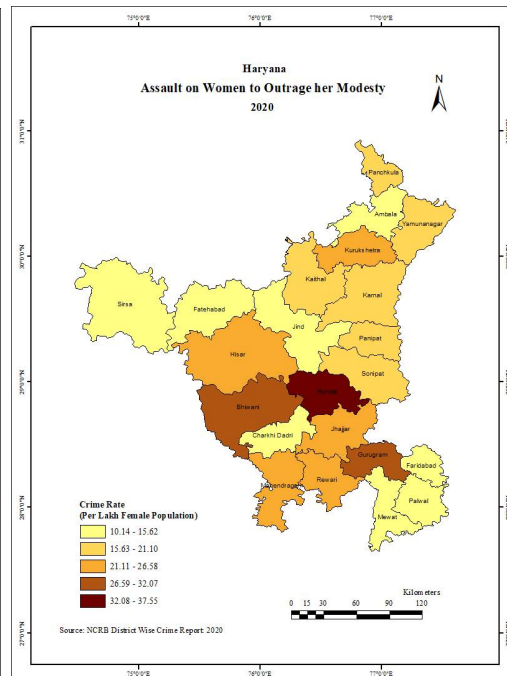 75°0'0"E 76°0'0"E 77°0'0"E
Haryana
Assault on Women to Outrage her Modesty
2020
N
31°0'0"N
30°0'0"N
29°0'0"N
28°0'0"N
27°0'0"N
Panchkula
Ambala
Yamunanagar
Kurukshetra
Kaithal
Karnal
Sirsa
Fatehabad
Jind
Panipat
Hisar
Sonipat
Bhiwani
Jhajjar
Charkhi Dadri
Gurugram
Faridabad
Mahendragarh
Rawari
Palwal
Mewat
Crime Rate
(Per Lakh Female Population)
10.14 - 15.62
15.63 - 21.10
21.11 - 26.58
26.59 - 32.07
32.08 - 37.55
Kilometers
0 15 30 60 90 120
Source: NCRB District Wise Crime Report: 2020
75°0'0"E 76°0'0"E 77°0'0"E